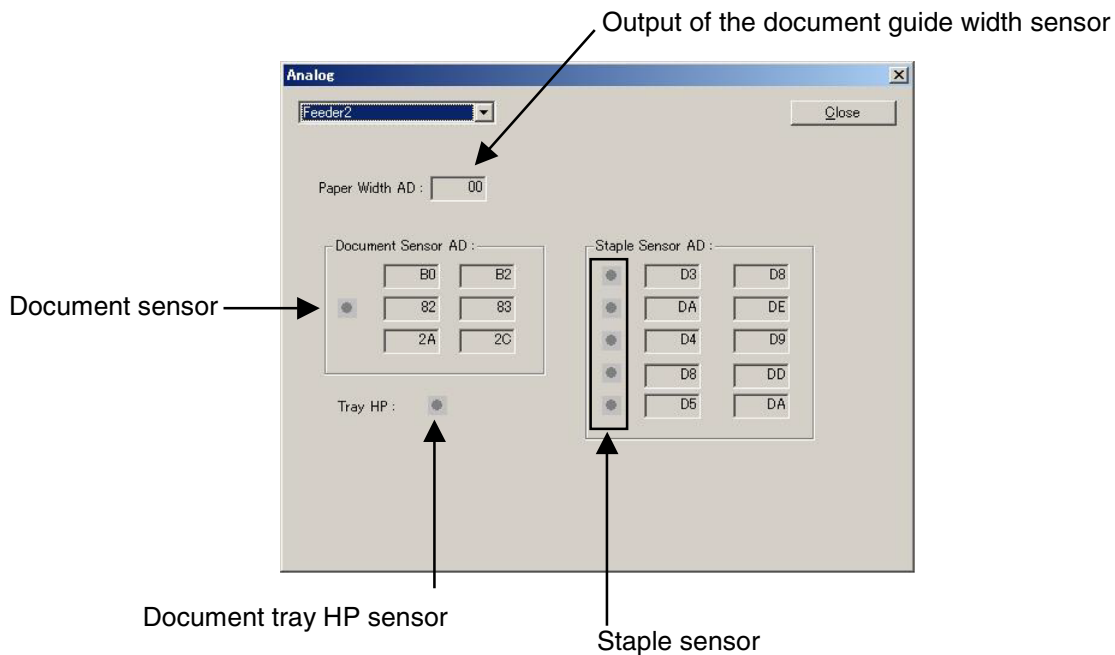 Output of the document guide width sensor
Analog
Feeder2
Close
Paper Width AD : 00
Document Sensor AD :
B0 B2
82 83
2A 2C
Staple Sensor AD :
D3 D8
DA DE
D4 D9
D8 DD
D5 DA
Document sensor
Tray HP :
Document tray HP sensor
Staple sensor